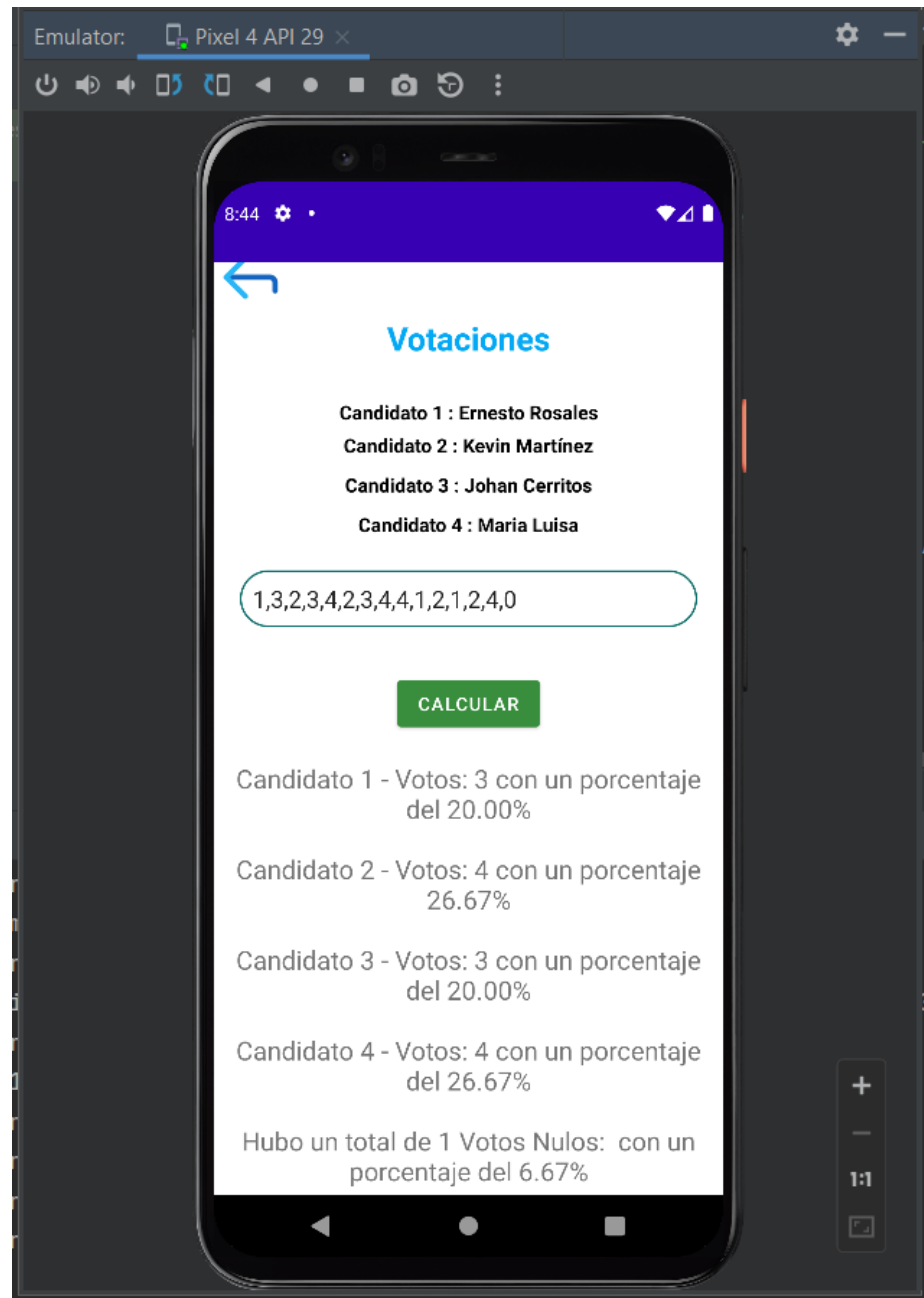 Emulator: Pixel 4 API 29
8:44
Votaciones
Candidato 1 : Ernesto Rosales
Candidato 2 : Kevin Martínez
Candidato 3 : Johan Cerritos
Candidato 4 : Maria Luisa
1,3,2,3,4,2,3,4,4,1,2,1,2,4,0
CALCULAR
Candidato 1 - Votos: 3 con un porcentaje
del 20.00%
Candidato 2 - Votos: 4 con un porcentaje
26.67%
Candidato 3 - Votos: 3 con un porcentaje
del 20.00%
Candidato 4 - Votos: 4 con un porcentaje
del 26.67%
Hubo un total de 1 Votos Nulos:  con un
porcentaje del 6.67%
1:1